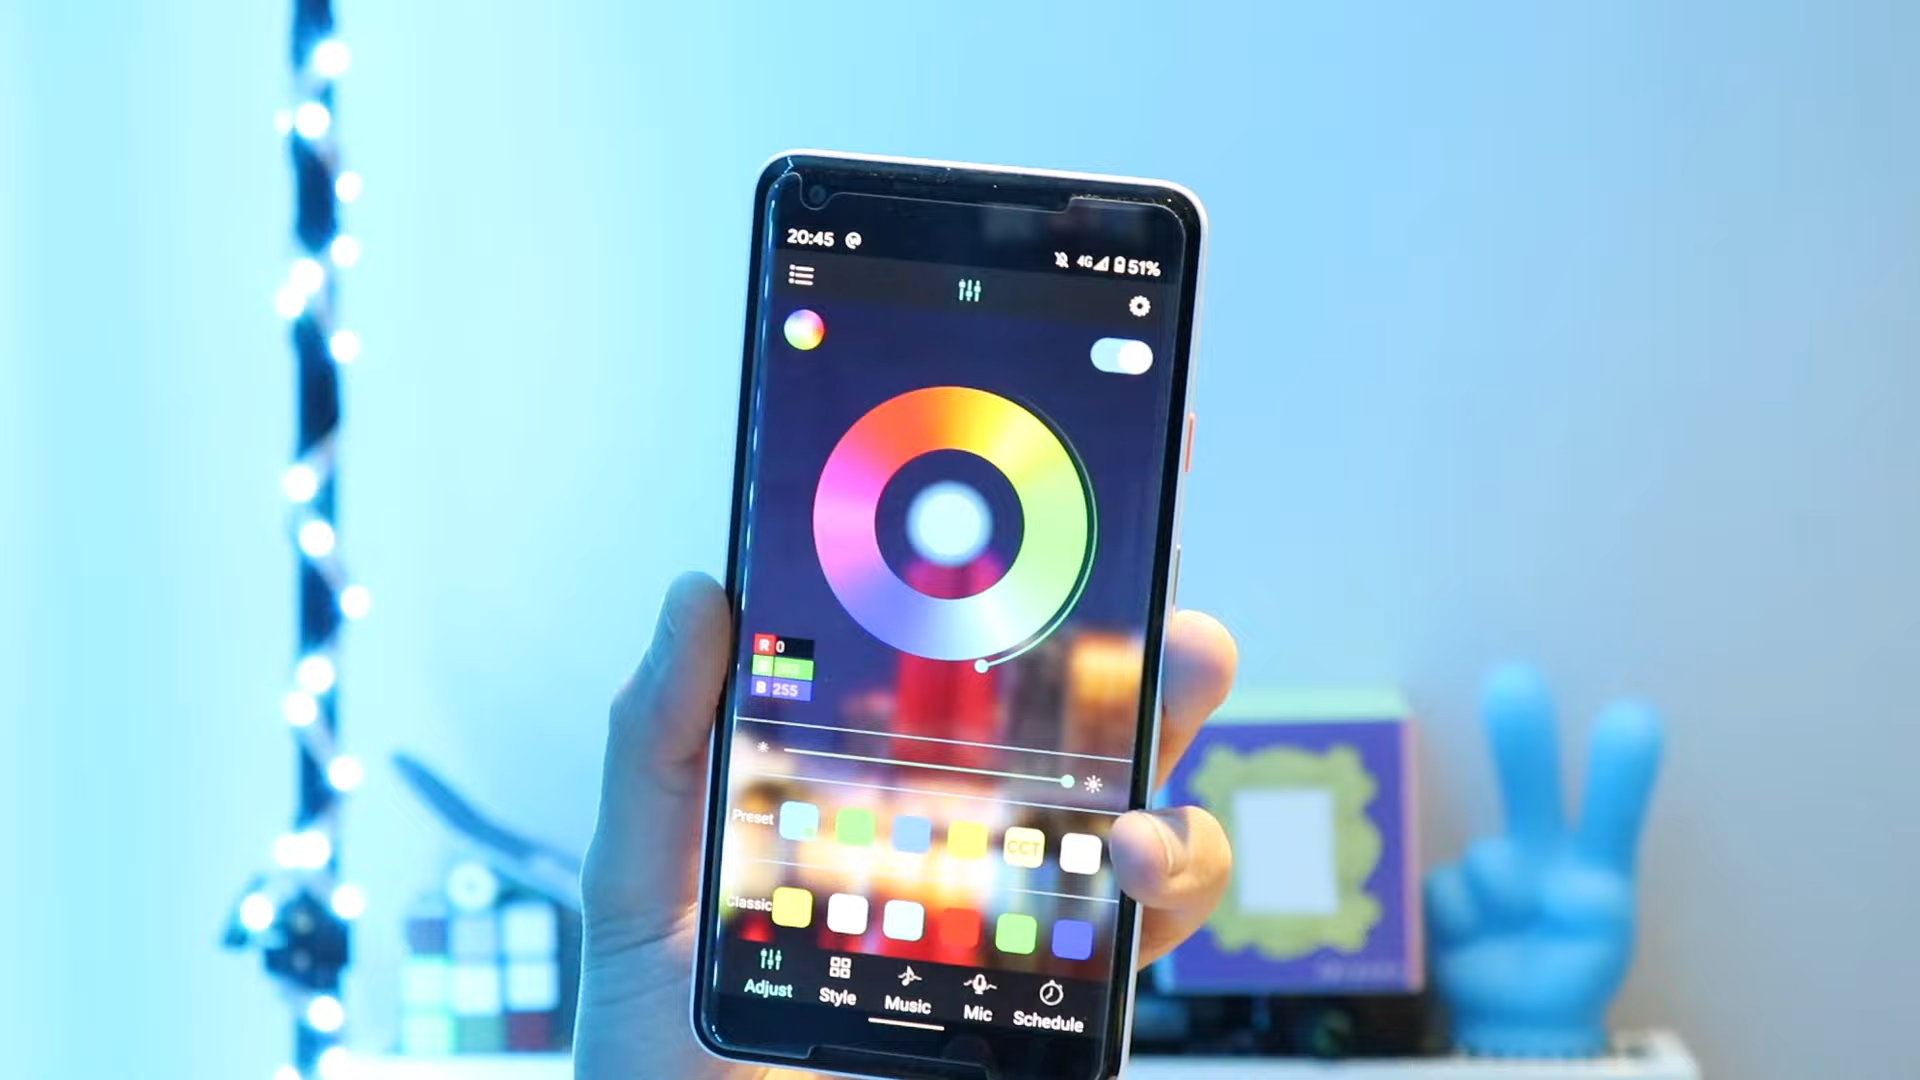 20:45
4G 51%
R 0
B 255
Preset
CCT
Classic
Adjust
Style
Music
Mic
Schedule